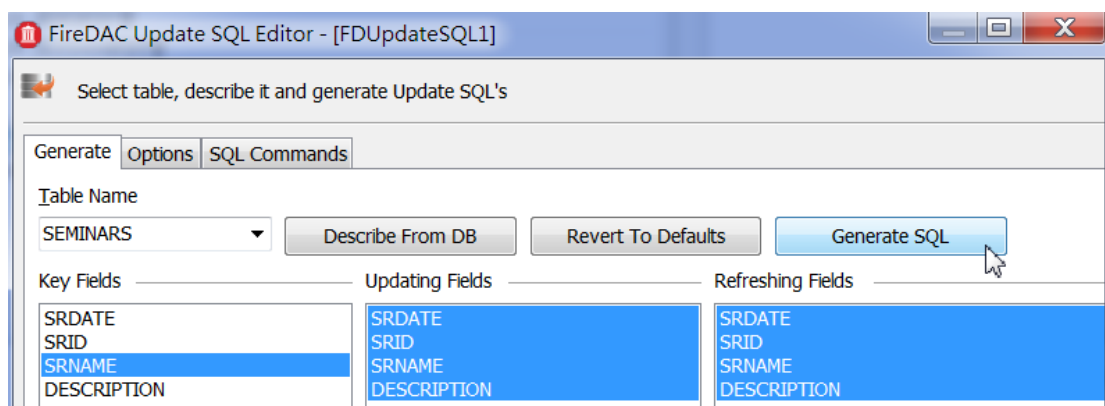 FireDAC Update SQL Editor - [FDUpdateSQL1]
Select table, describe it and generate Update SQL's
Generate Options SQL Commands
Table Name
SEMINARS Describe From DB Revert To Defaults Generate SQL
Key Fields Updating Fields Refreshing Fields
SRDATE SRDATE SRDATE
SRID SRID SRID
SRNAME SRNAME SRNAME
DESCRIPTION DESCRIPTION DESCRIPTION